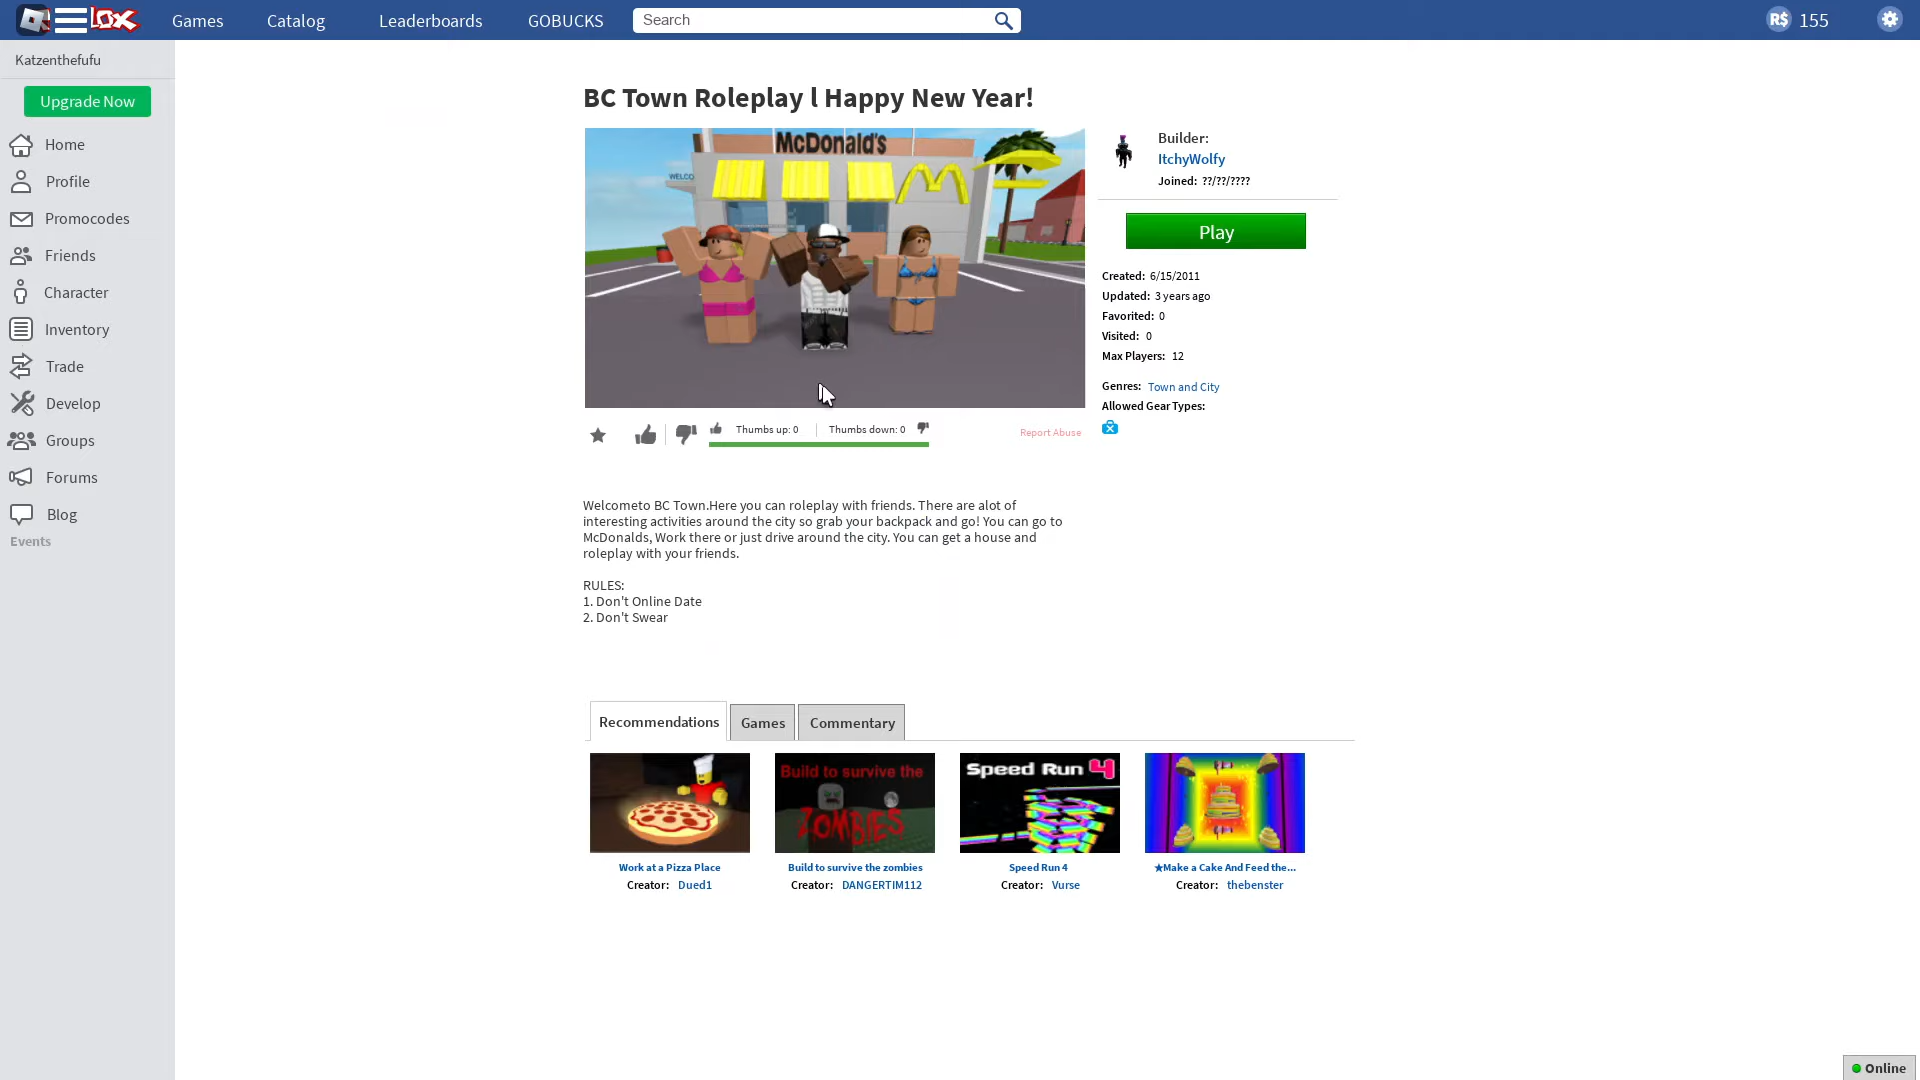 LOX
Games
Catalog
Leaderboards
GOBUCKS
Search
R$ 155
Katzenthefufu
Upgrade Now
Home
Profile
Promocodes
Friends
Character
Inventory
Trade
Develop
Groups
Forums
Blog
Events
BC Town Roleplay l Happy New Year!
McDonald's
WELCO
Builder:
ItchyWolfy
Joined: ??/??/????
Play
Created: 6/15/2011
Updated: 3 years ago
Favorited: 0
Visited: 0
Max Players: 12
Genres: Town and City
Allowed Gear Types:
Thumbs up: 0
Thumbs down: 0
Report Abuse
Welcometo BC Town.Here you can roleplay with friends. There are alot of
interesting activities around the city so grab your backpack and go! You can go to
McDonalds, Work there or just drive around the city. You can get a house and
roleplay with your friends.
RULES:
1. Don't Online Date
2. Don't Swear
Recommendations
Games
Commentary
Build to survive the
ZOMBIES
Speed Run 4
Work at a Pizza Place
Creator: Dued1
Build to survive the zombies
Creator: DANGERTIM112
Speed Run 4
Creator: Vurse
★Make a Cake And Feed the...
Creator: thebenster
Online